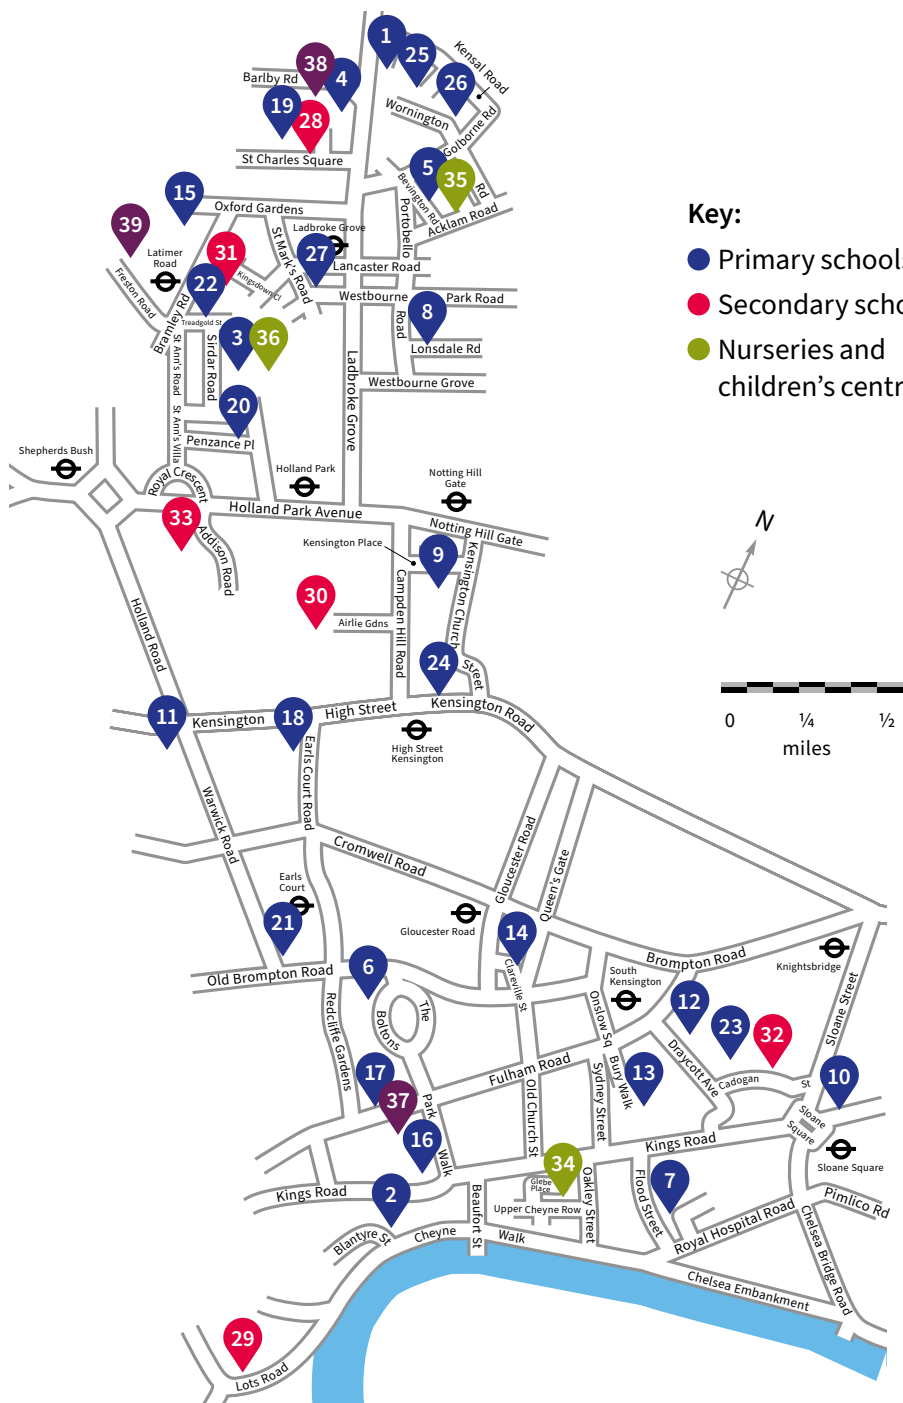 1
25
Kensal Road
38
4
26
Barlby Rd
19
28
Wornington
Golborne Rd
St Charles Square
5
35
Rd
Bevington Rd
15
Oxford Gardens
Portobello
Acklam Road
39
Ladbroke Grove
St Mark's Road
31
27
Latimer
Road
Lancaster Road
Kingsdown Cl
22
Freston Road
Westbourne
Park Road
8
Bramley Rd
Treadgold St
3
36
Road
Lonsdale Rd
St Ann's Road
Sirdar Road
Ladbroke Grove
Westbourne Grove
20
St Ann's Villa
Penzance Pl
Shepherds Bush
Holland Park
Notting Hill
Gate
Royal Crescent
33
Holland Park Avenue
Notting Hill Gate
Addison Road
Kensington Place
9
Kensington Church
Street
30
Airlie Gdns
Campden Hill Road
Holland Road
24
11
Kensington
18
High Street
Kensington Road
High Street
Kensington
Earls Court Road
Warwick Road
Cromwell Road
Gloucester Road
Queen's Gate
Earls
Court
21
Gloucester Road
14
Brompton Road
Knightsbridge
Old Brompton Road
6
Clareville St
South
Kensington
12
Sloane Street
23
32
Redcliffe Gardens
The
Boltons
Onslow Sq
Fulham Road
Bury Walk
Draycott Ave
Cadogan
St
10
13
17
37
Park
Walk
16
Old Church St
Sydney Street
Sloane
Square
Kings Road
Sloane Square
34
Glebe
Place
7
Kings Road
2
Upper Cheyne Row
Oakley Street
Flood Street
Pimlico Rd
Beaufort St
Royal Hospital Road
Blantyre St
Cheyne
Walk
Chelsea Bridge Road
Chelsea Embankment
29
Lots Road
Key:
Primary schools
Secondary scho
Nurseries and
children's centr
N
0
¼
½
miles